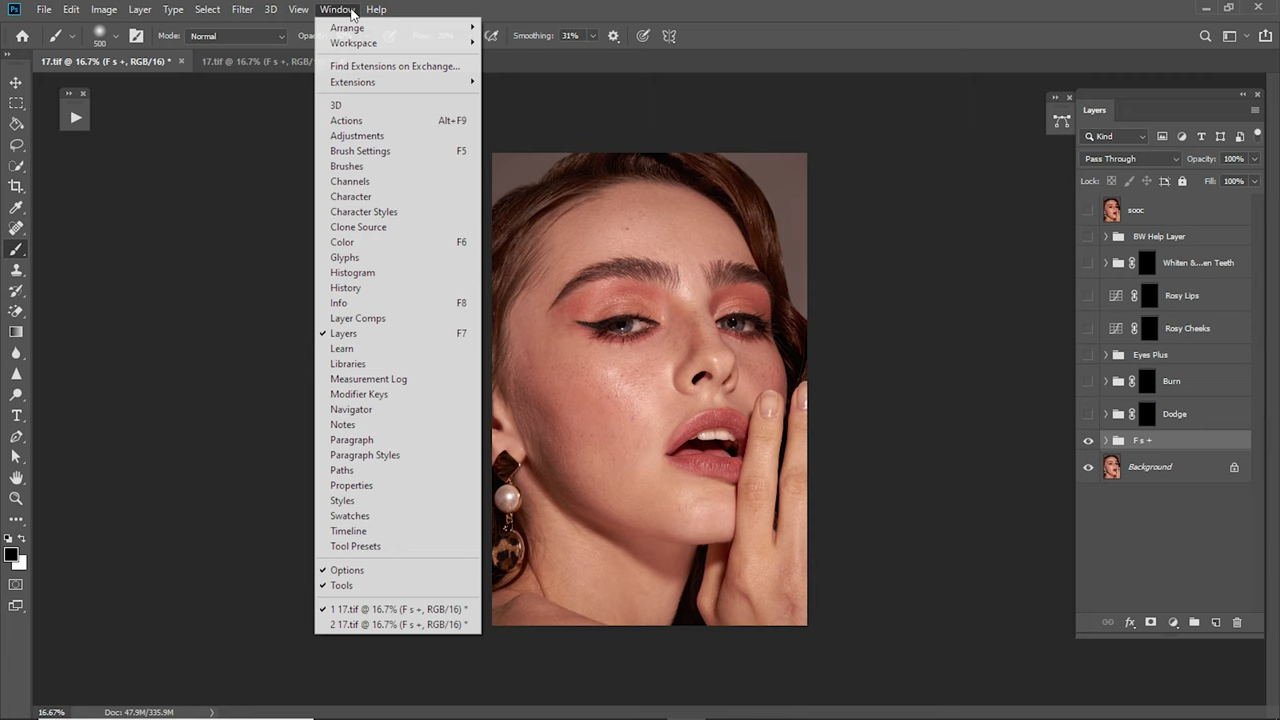 Ps File Edit Image Layer Type Select Filter 3D View Window Help
500 Mode: Normal Smoothing: 31%
17.tif @ 16.7% (F s +, RGB/16) * 17.tif @ 16.7% (F s +, RGB/
Arrange
Workspace
Find Extensions on Exchange...
Extensions
3D
Actions Alt+F9
Adjustments
Brush Settings F5
Brushes
Channels
Character
Character Styles
Clone Source
Color F6
Glyphs
Histogram
History
Info F8
Layer Comps
Layers F7
Learn
Libraries
Measurement Log
Modifier Keys
Navigator
Notes
Paragraph
Paragraph Styles
Paths
Properties
Styles
Swatches
Timeline
Tool Presets
Options
Tools
1 17.tif @ 16.7% (F s +, RGB/16) *
2 17.tif @ 16.7% (F s +, RGB/16) *
Layers
Kind
Pass Through Opacity: 100%
Lock: Fill: 100%
sooc
BW Help Layer
Whiten &...en Teeth
Rosy Lips
Rosy Cheeks
Eyes Plus
Burn
Dodge
F s +
Background
16.67% Doc: 47.9M/335.9M